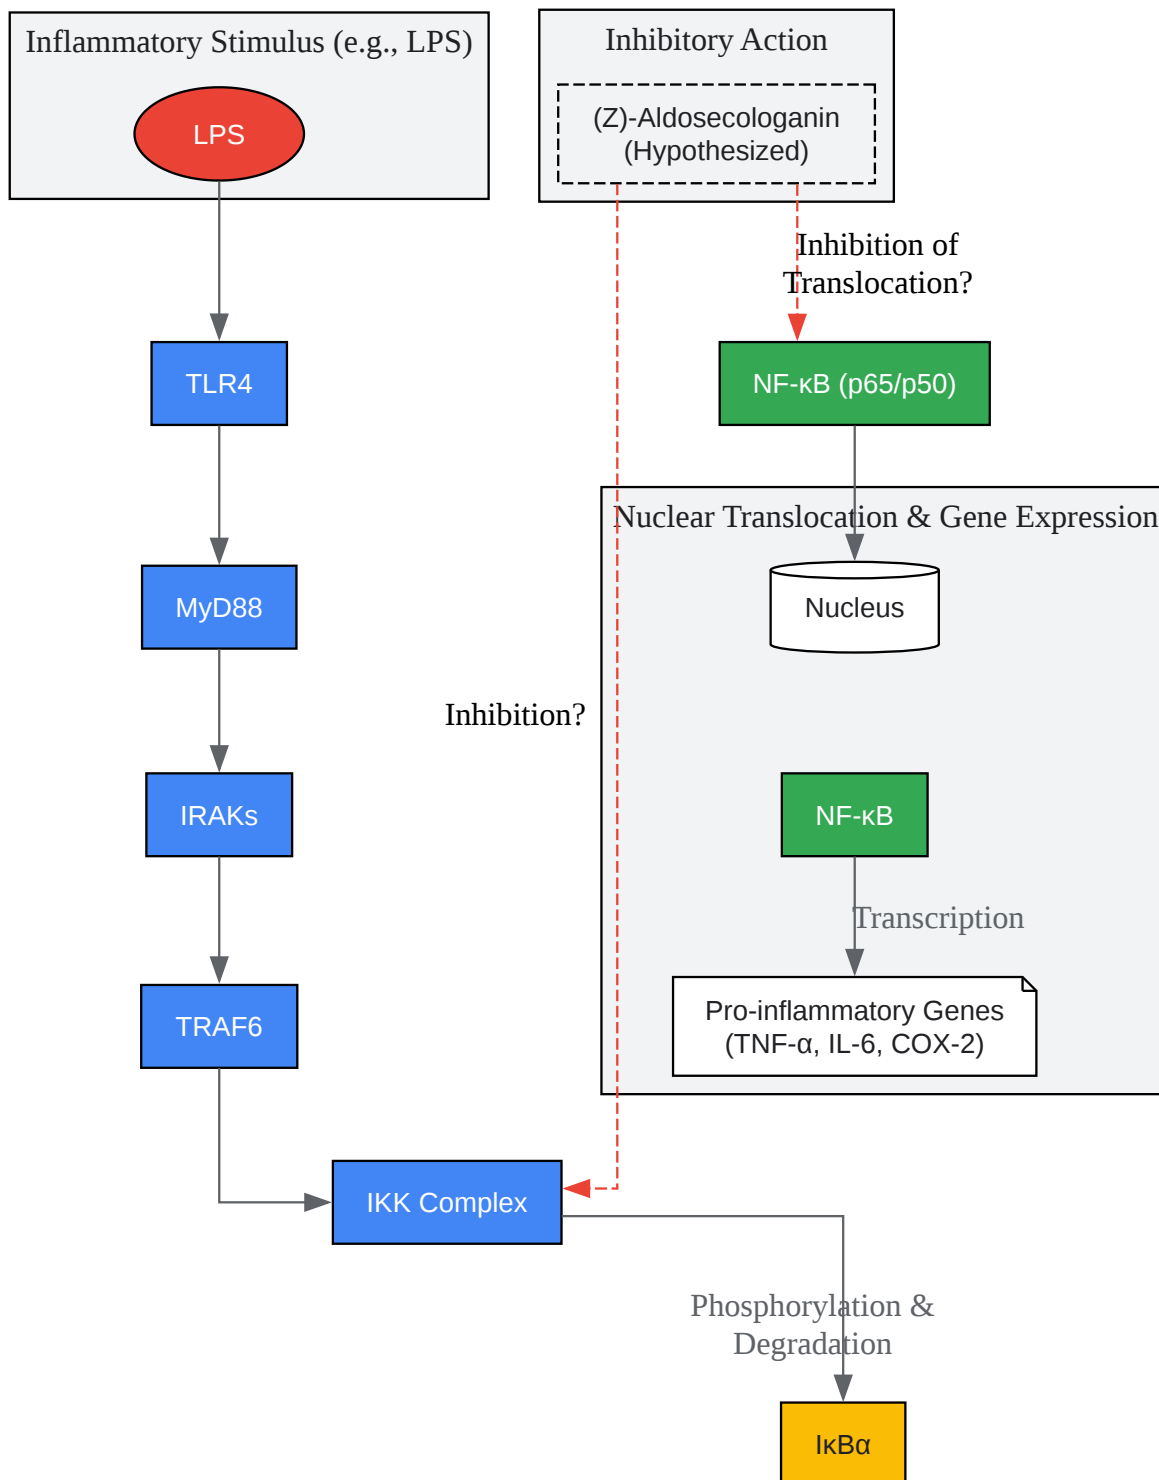 Inflammatory Stimulus (e.g., LPS)
LPS
Inhibitory Action
(Z)-Aldosecologanin
(Hypothesized)
Inhibition of
Translocation?
TLR4
NF-κB (p65/p50)
Nuclear Translocation & Gene Expression
MyD88
Nucleus
Inhibition?
IRAKs
NF-κB
Transcription
TRAF6
Pro-inflammatory Genes
(TNF-α, IL-6, COX-2)
IKK Complex
Phosphorylation &
Degradation
IκBα